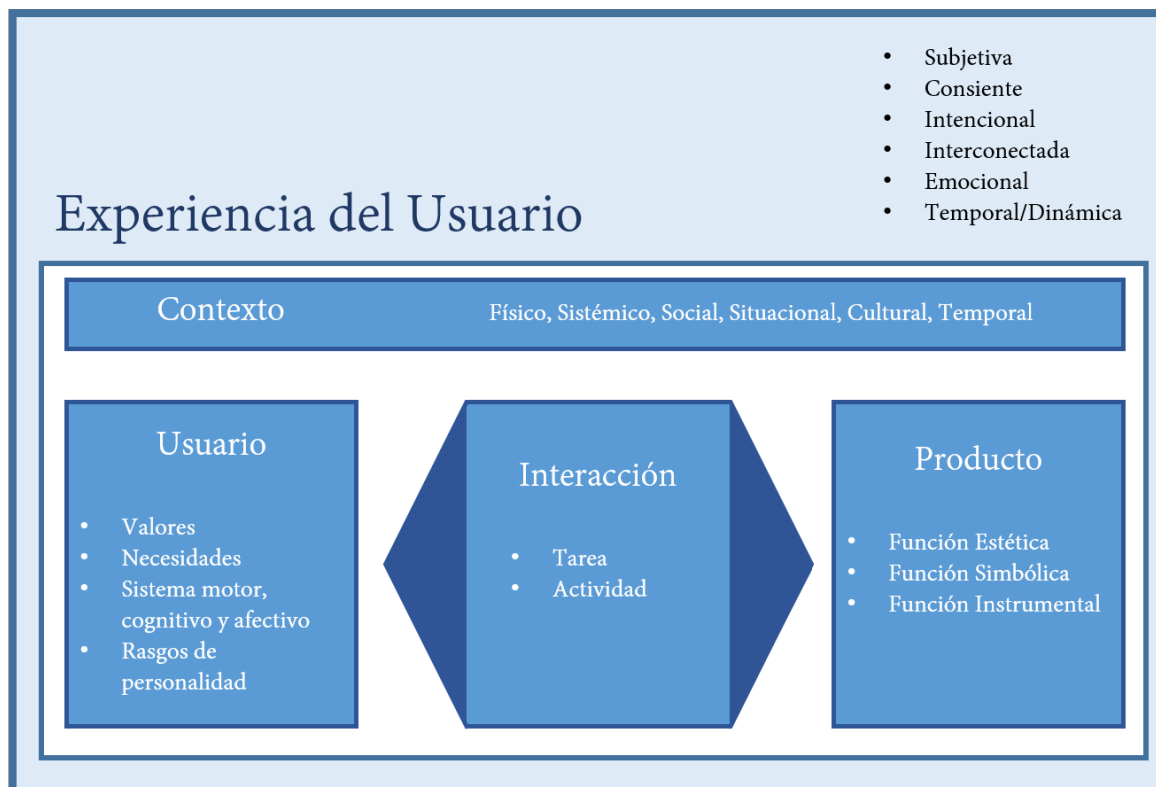 Subjetiva
Consiente
Intencional
Interconectada
Emocional
Temporal/Dinámica
Experiencia del Usuario
Contexto
Físico, Sistémico, Social, Situacional, Cultural, Temporal
Usuario
Valores
Necesidades
Sistema motor,
cognitivo y afectivo
Rasgos de
personalidad
Interacción
Tarea
Actividad
Producto
Función Estética
Función Simbólica
Función Instrumental